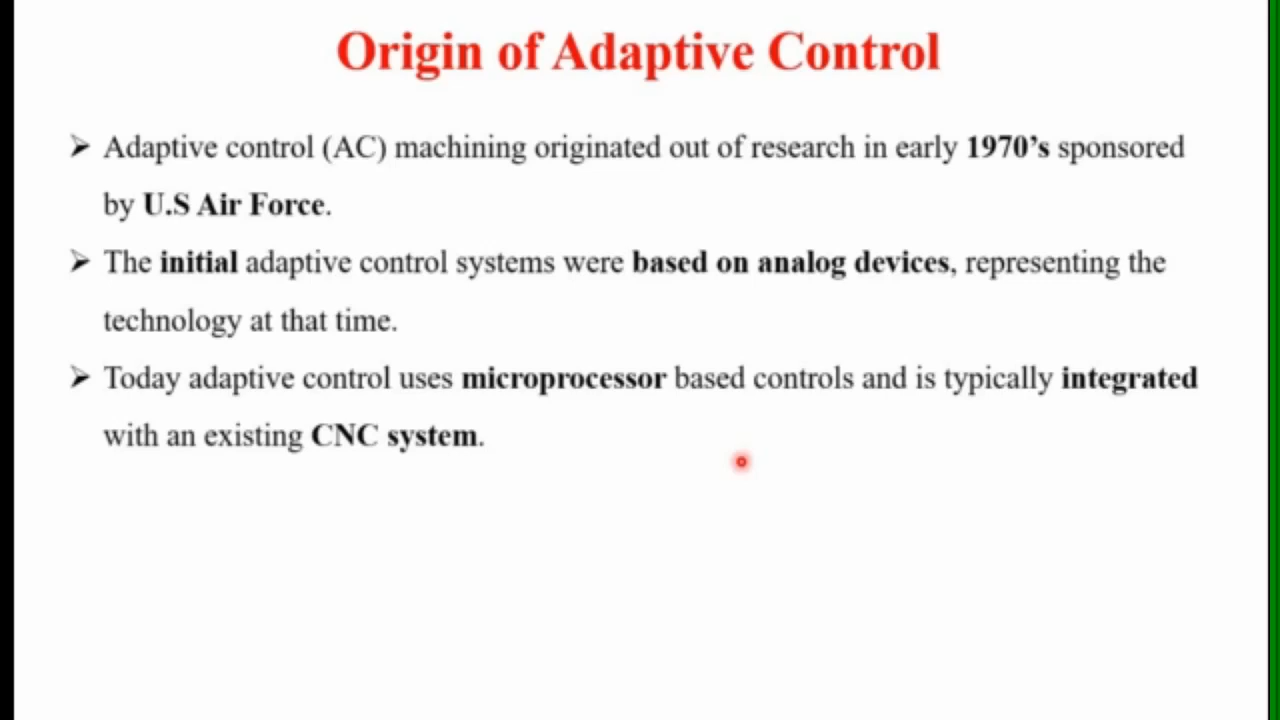 Origin of Adaptive Control
➢ Adaptive control (AC) machining originated out of research in early 1970’s sponsored
by U.S Air Force.
➢ The initial adaptive control systems were based on analog devices, representing the
technology at that time.
➢ Today adaptive control uses microprocessor based controls and is typically integrated
with an existing CNC system.